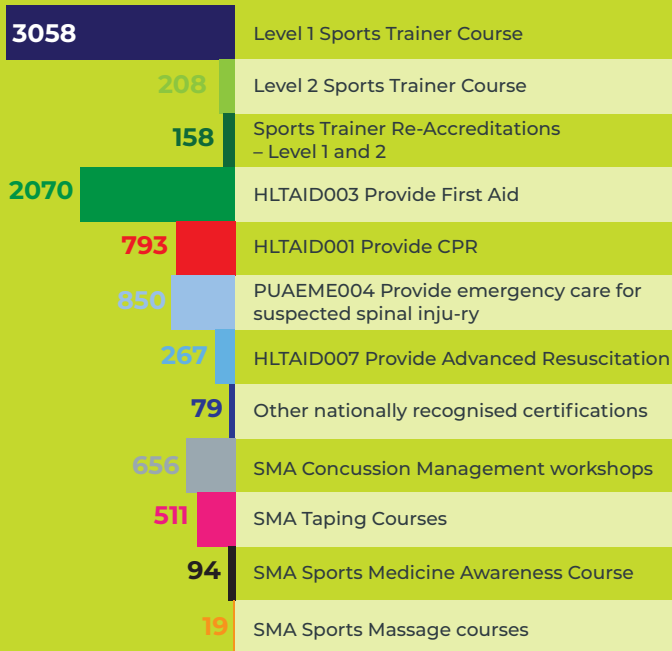 3058 Level 1 Sports Trainer Course
208 Level 2 Sports Trainer Course
158 Sports Trainer Re-Accreditations
– Level 1 and 2
2070 HLTAID003 Provide First Aid
793 HLTAID001 Provide CPR
850 PUAEME004 Provide emergency care for
suspected spinal inju-ry
267 HLTAID007 Provide Advanced Resuscitation
79 Other nationally recognised certifications
656 SMA Concussion Management workshops
511 SMA Taping Courses
94 SMA Sports Medicine Awareness Course
19 SMA Sports Massage courses